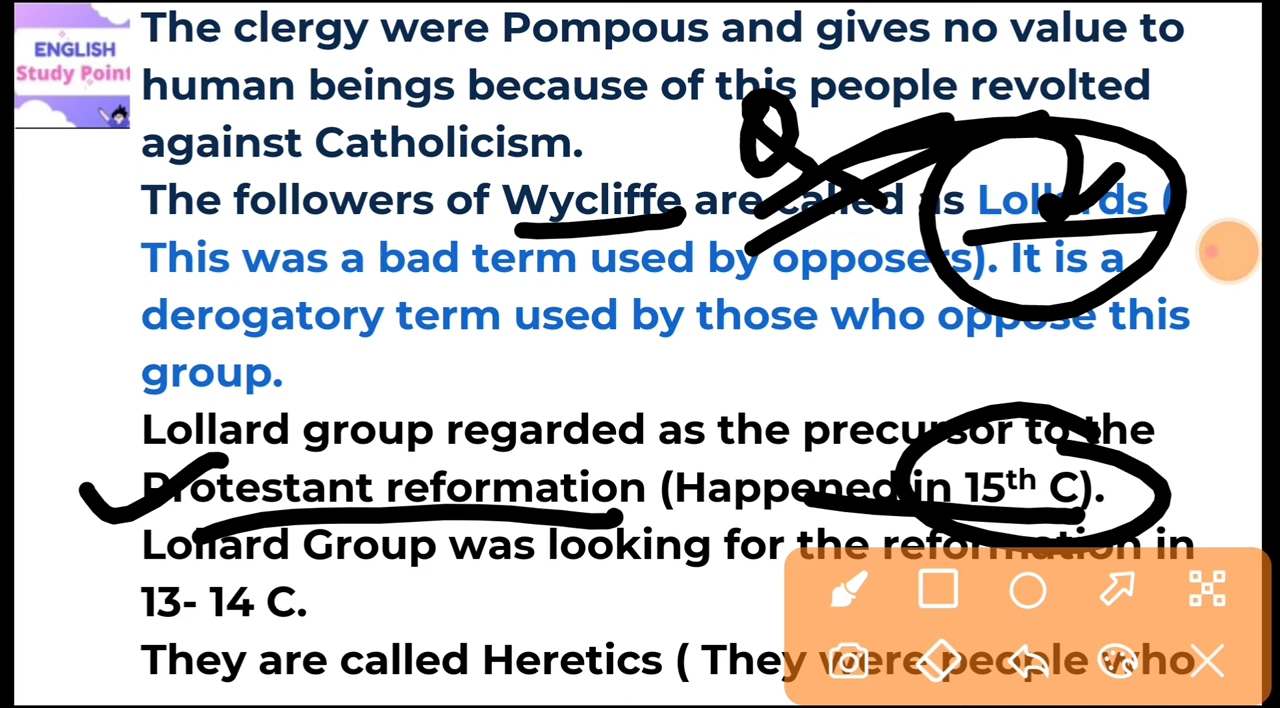 ENGLISH
Study Point
The clergy were Pompous and gives no value to
human beings because of this people revolted
against Catholicism.
The followers of Wycliffe are called as Lollards (
This was a bad term used by opposers). It is a
derogatory term used by those who oppose this
group.
Lollard group regarded as the precursor to the
Protestant reformation (Happened in 15th C).
Lollard Group was looking for the reformation in
13- 14 C.
They are called Heretics ( They were people who